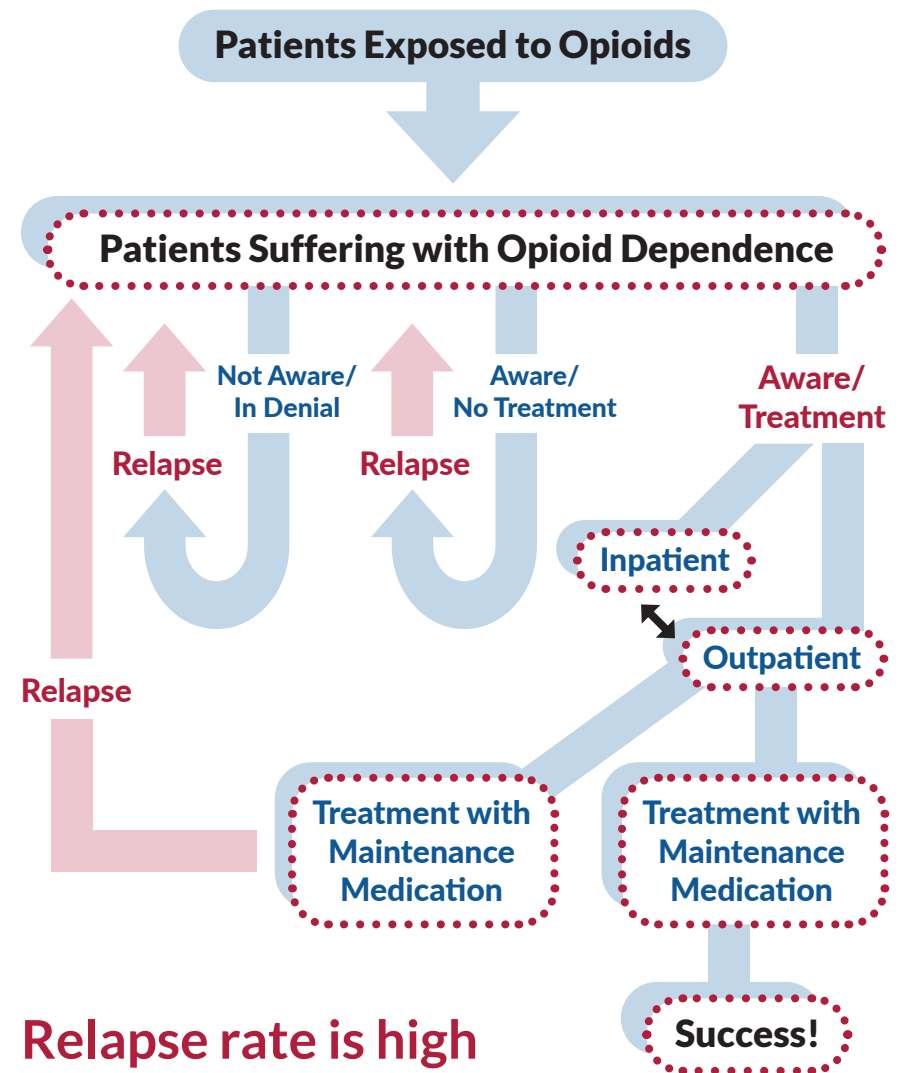 Patients Exposed to Opioids
Patients Suffering with Opioid Dependence
Not Aware/
In Denial
Relapse
Aware/
No Treatment
Relapse
Aware/
Treatment
Inpatient
Outpatient
Relapse
Treatment with
Maintenance
Medication
Treatment with
Maintenance
Medication
Success!
Relapse rate is high